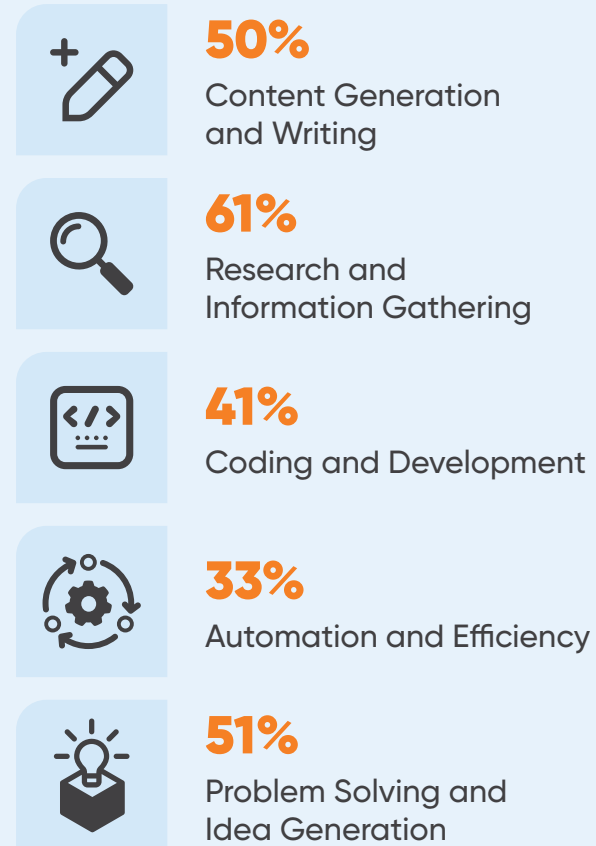 50%
Content Generation
and Writing
61%
Research and
Information Gathering
41%
Coding and Development
33%
Automation and Efficiency
51%
Problem Solving and
Idea Generation